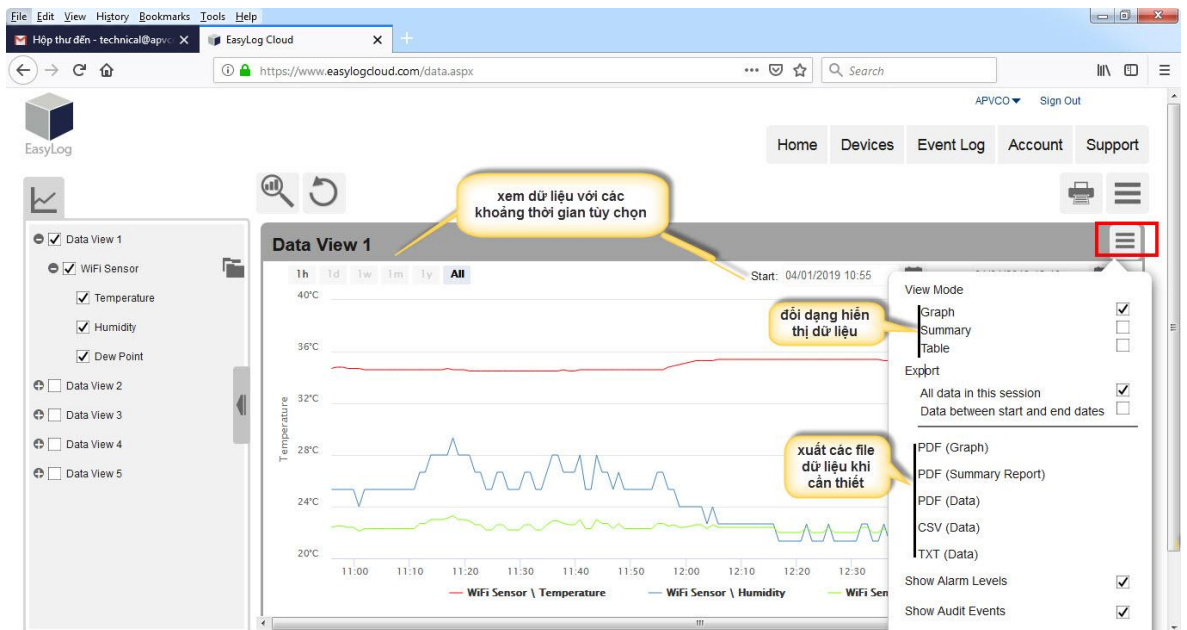 File Edit View History Bookmarks Tools Help
Hộp thư đến - technical@apvc
EasyLog Cloud
https://www.easylogcloud.com/data.aspx
Search
APVCO Sign Out
EasyLog
Home Devices Event Log Account Support
xem dữ liệu với các
khoảng thời gian tùy chọn
Data View 1
WiFi Sensor
Temperature
Humidity
Dew Point
Data View 2
Data View 3
Data View 4
Data View 5
Data View 1
1h 1d 1w 1m 1y All
Start: 04/01/2019 10:55
40°C
36°C
32°C
28°C
24°C
20°C
Temperature
11:00 11:10 11:20 11:30 11:40 11:50 12:00 12:10 12:20 12:30
WiFi Sensor \ Temperature WiFi Sensor \ Humidity WiFi Sen
đổi dạng hiển
thị dữ liệu
xuất các file
dữ liệu khi
cần thiết
View Mode
Graph
Summary
Table
Export
All data in this session
Data between start and end dates
PDF (Graph)
PDF (Summary Report)
PDF (Data)
CSV (Data)
TXT (Data)
Show Alarm Levels
Show Audit Events